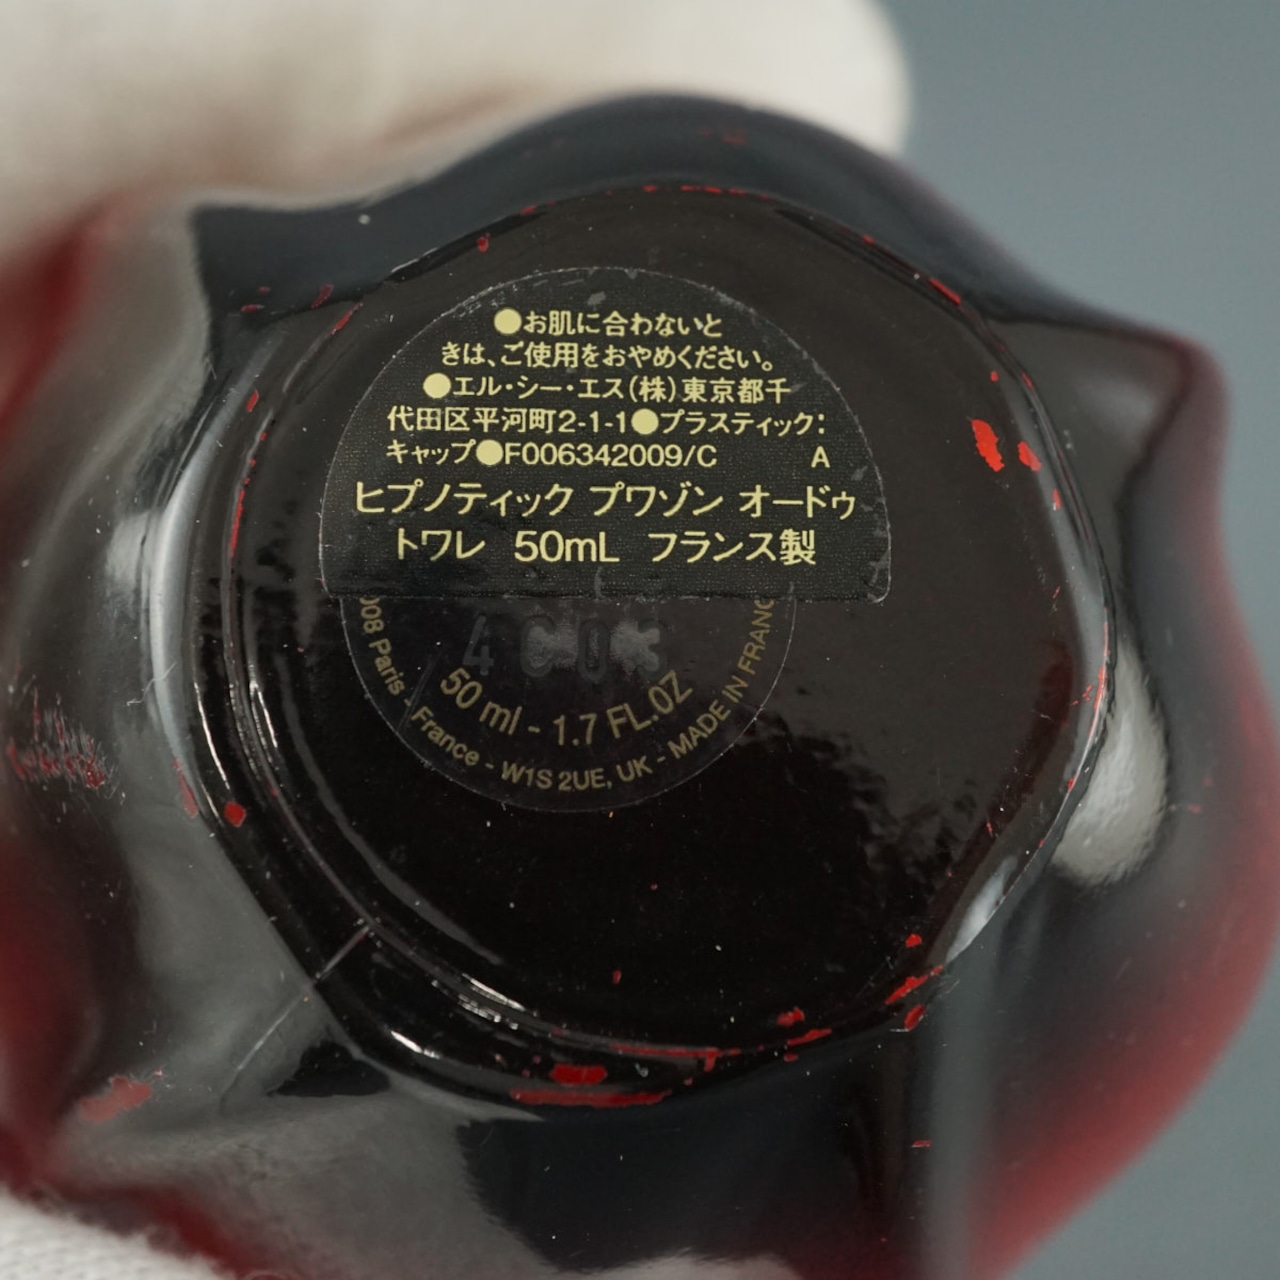 ●お肌に合わないと
きは、ご使用をおやめください。
●エル・シー・エス(株)東京都千
代田区平河町2-1-1●プラスティック:
キャップ●F006342009/C A
ヒプノティック プワゾン オードゥ
トワレ 50mL フランス製
50 ml - 1.7 FL.OZ
Paris - France - W1S 2UE, UK - MADE IN